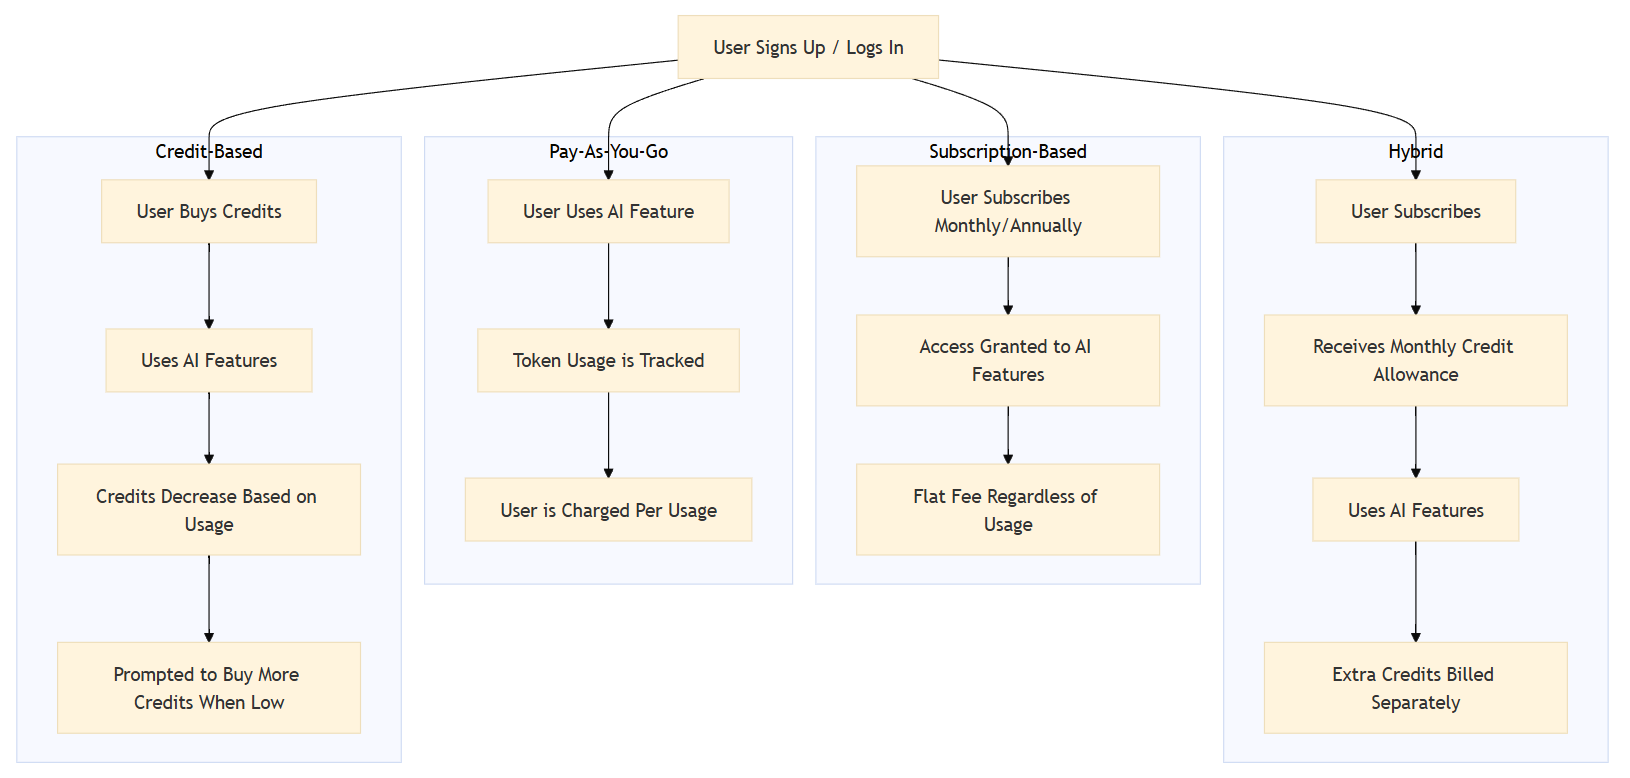 User Signs Up / Logs In
Credit-Based
User Buys Credits
Uses AI Features
Credits Decrease Based on
Usage
Prompted to Buy More
Credits When Low
Pay-As-You-Go
User Uses AI Feature
Token Usage is Tracked
User is Charged Per Usage
Subscription-Based
User Subscribes
Monthly/Annually
Access Granted to AI
Features
Flat Fee Regardless of
Usage
Hybrid
User Subscribes
Receives Monthly Credit
Allowance
Uses AI Features
Extra Credits Billed
Separately